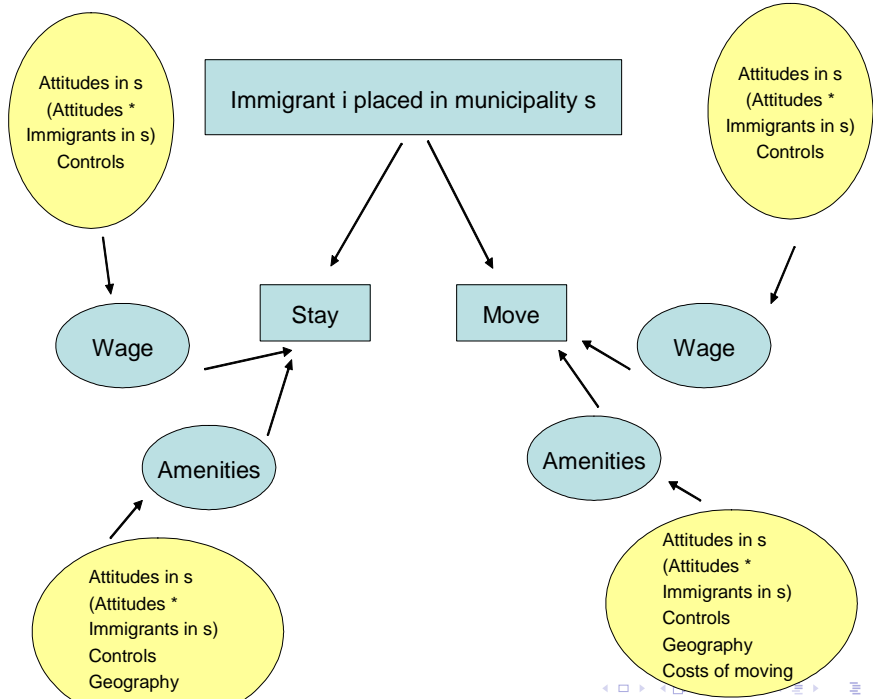 Attitudes in s
(Attitudes *
Immigrants in s)
Controls
Immigrant i placed in municipality s
Attitudes in s
(Attitudes *
Immigrants in s)
Controls
Wage
Stay
Move
Wage
Amenities
Amenities
Attitudes in s
(Attitudes *
Immigrants in s)
Controls
Geography
Attitudes in s
(Attitudes *
Immigrants in s)
Controls
Geography
Costs of moving